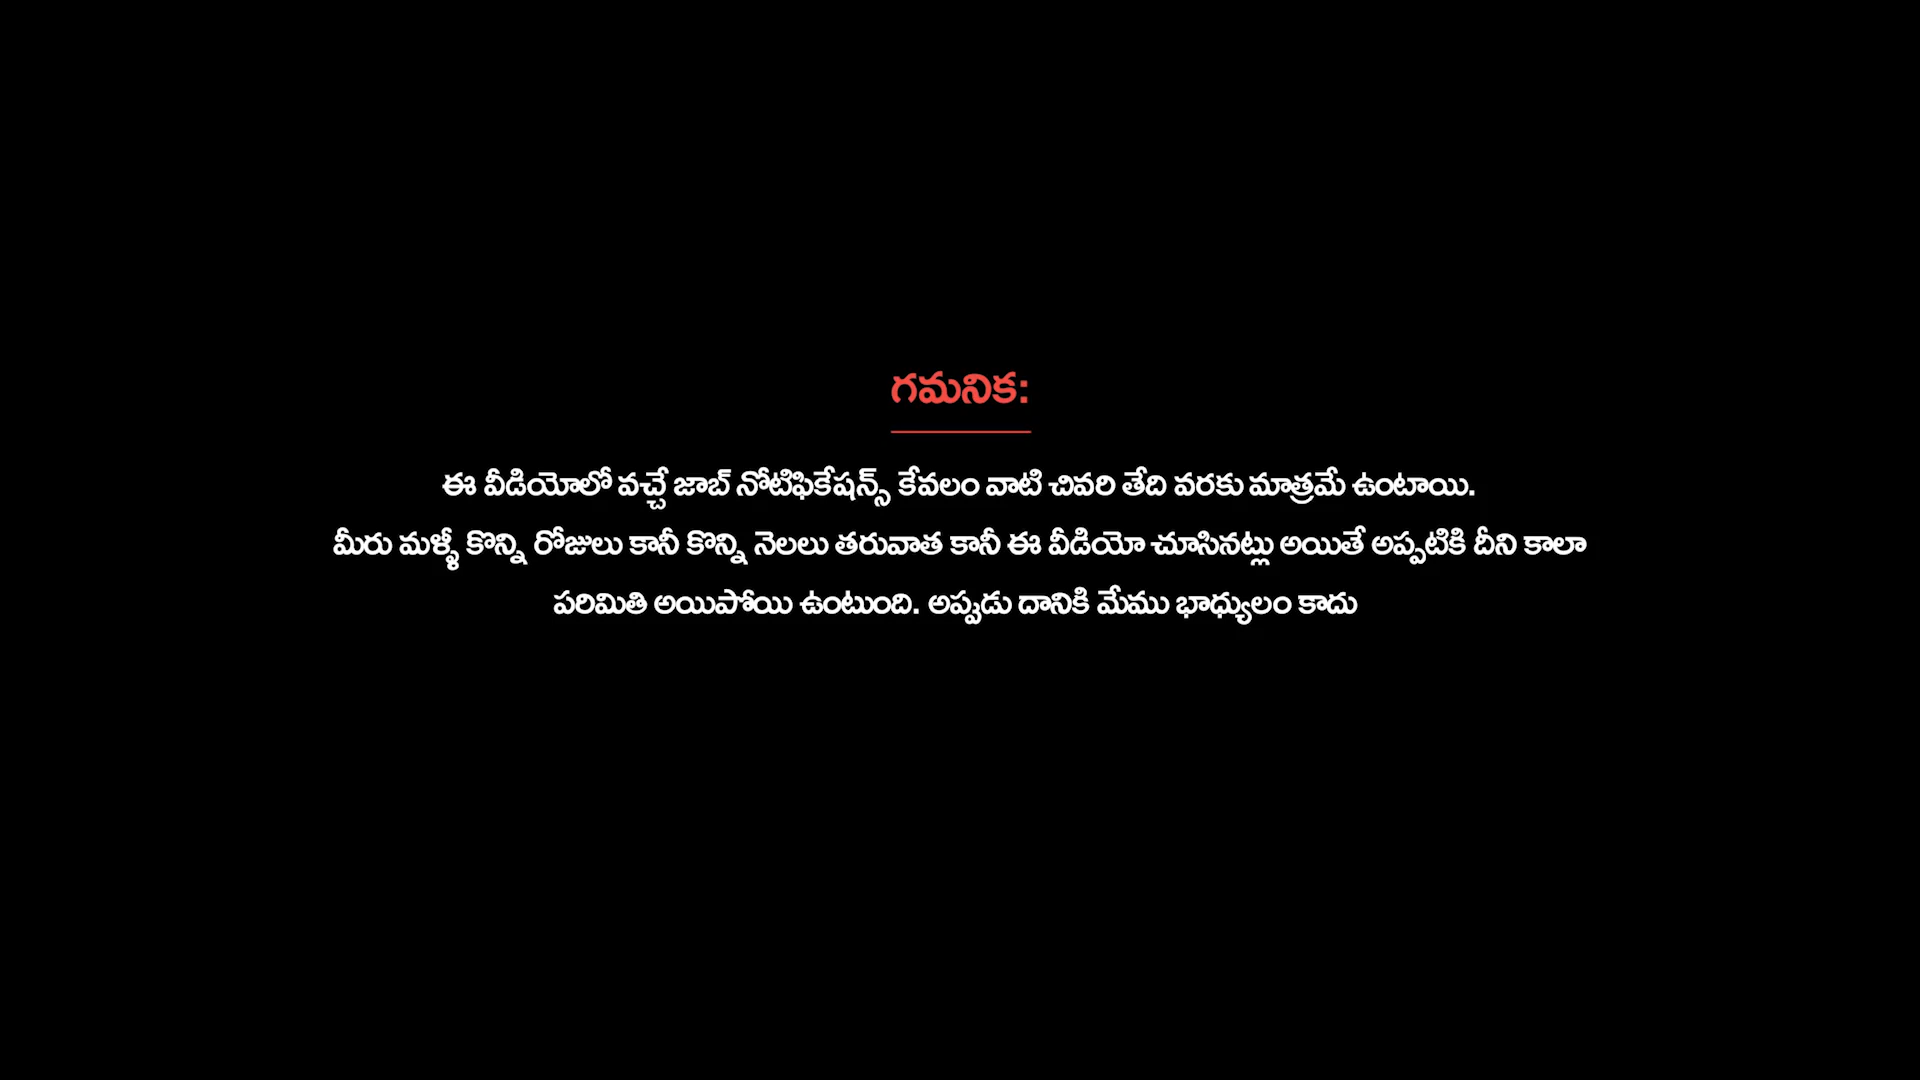 గమనిక:
ఈ వీడియోలో వచ్చే జాబ్ నోటిఫికేషన్స్ కేవలం వాటి చివరి తేది వరకు మాత్రమే ఉంటాయి.
మీరు మళ్ళీ కొన్ని రోజులు కానీ కొన్ని నెలలు తరువాత కానీ ఈ వీడియో చూసినట్లు అయితే అప్పటికి దీని కాలా
పరిమితి అయిపోయి ఉంటుంది. అప్పుడు దానికి మేము భాధ్యులం కాదు